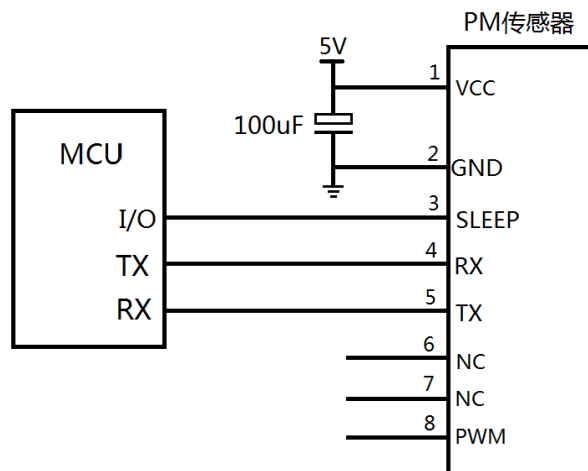 PM传感器
5V
1
VCC
100uF
MCU
2
GND
3
I/O
SLEEP
4
TX
RX
5
RX
TX
6
NC
7
NC
8
PWM